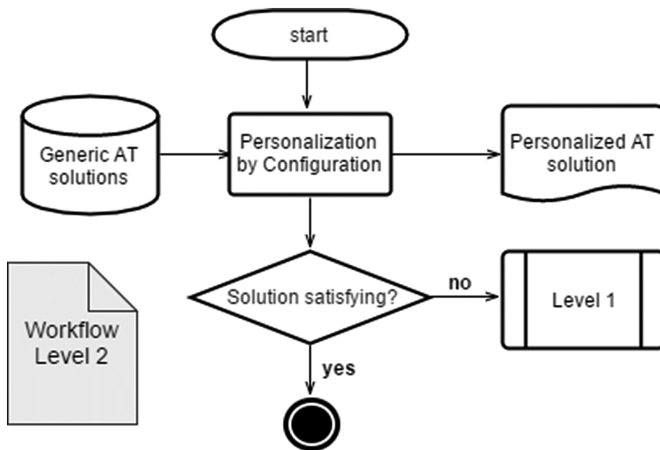 start
Generic AT
solutions
Personalization
by Configuration
Personalized AT
solution
Solution satisfying?
no
Level 1
Workflow
Level 2
yes